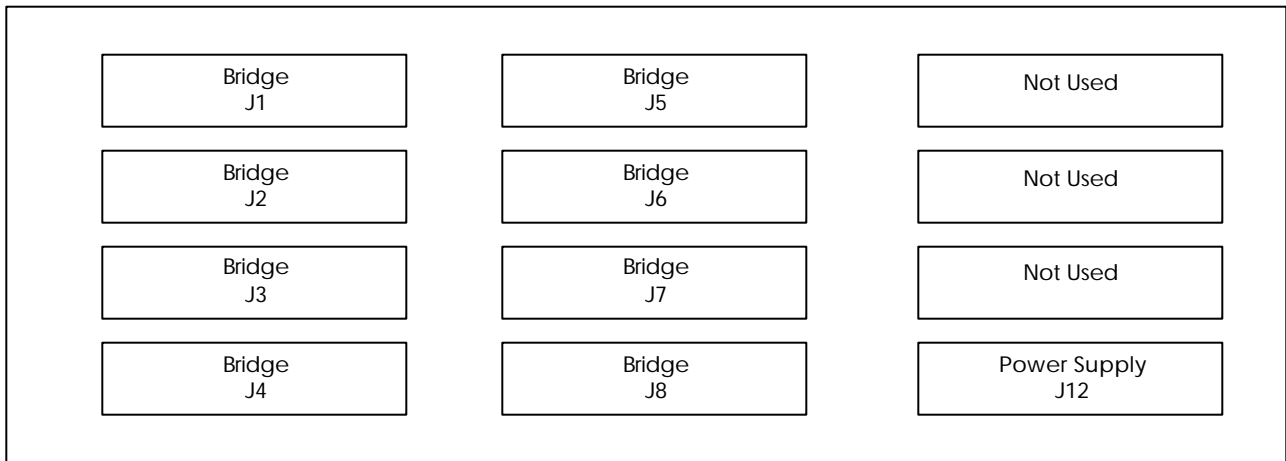 Bridge
J1
Bridge
J5
Not Used
Bridge
J2
Bridge
J6
Not Used
Bridge
J3
Bridge
J7
Not Used
Bridge
J4
Bridge
J8
Power Supply
J12